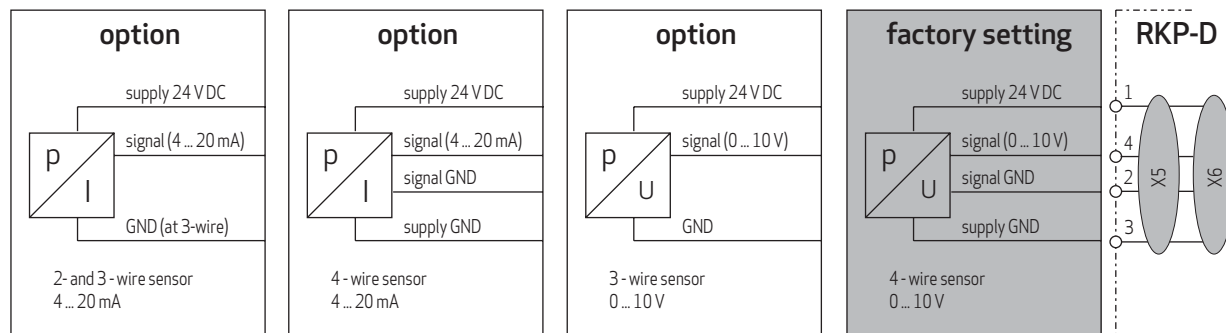 option
supply 24 V DC
signal (4 ... 20 mA)
p
I
GND (at 3-wire)
2- and 3 - wire sensor
4 ... 20 mA
option
supply 24 V DC
signal (4 ... 20 mA)
p
signal GND
I
supply GND
4 - wire sensor
4 ... 20 mA
option
supply 24 V DC
signal (0 ... 10 V)
p
U
GND
3 - wire sensor
0 ... 10 V
factory setting
supply 24 V DC
signal (0 ... 10 V)
p
signal GND
U
supply GND
4 - wire sensor
0 ... 10 V
RKP-D
1
4
2
3
X5
X6